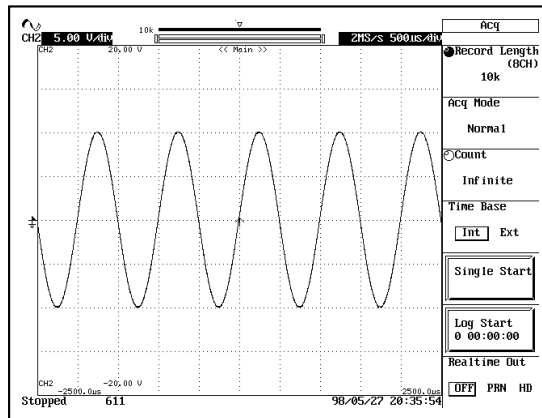 Acq
CH2 5.00 V/div 10k 2MS/s 500us/div
CH2 20.00 V << Main >>
Record Length
(8CH)
10k
Acq Mode
Normal
Count
Infinite
Time Base
Int Ext
Single Start
Log Start
0 00:00:00
Realtime Out
OFF PRN HD
CH2 -20.00 V
-2500.0us 2500.0us
Stopped 611 98/05/27 20:35:54